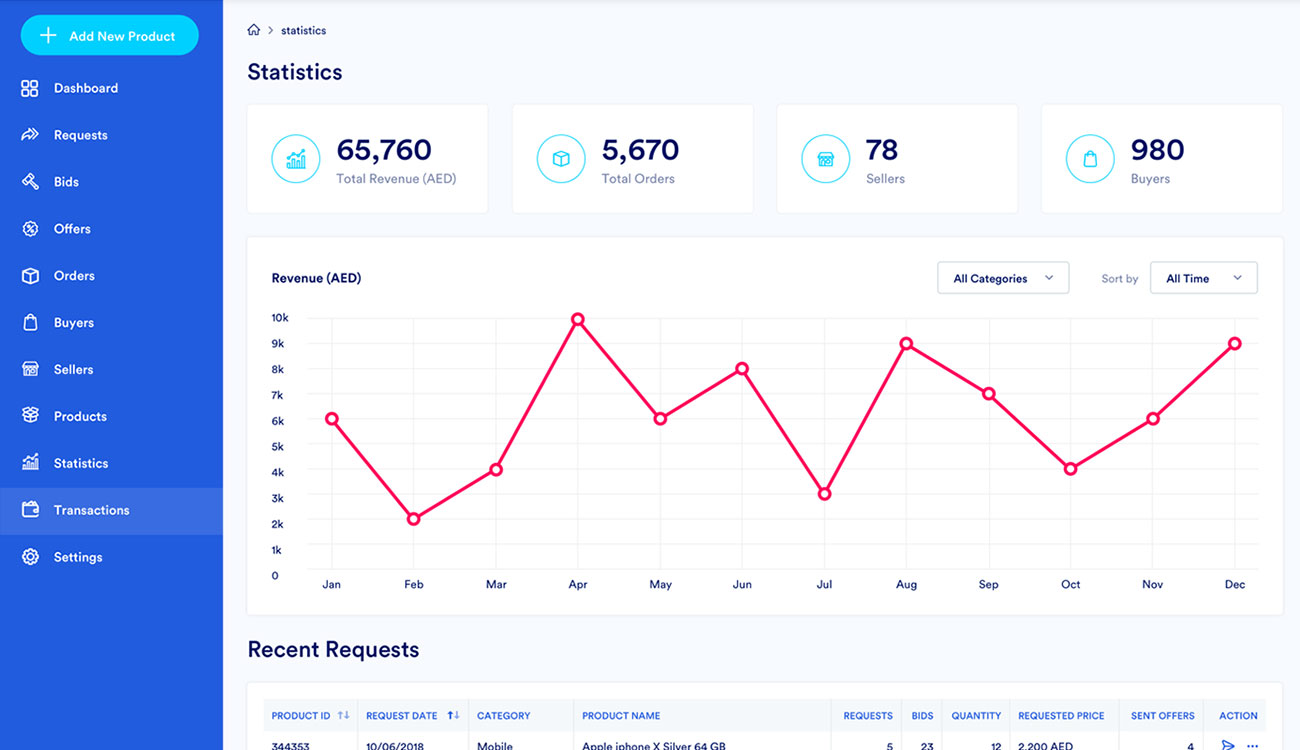 Add New Product
Dashboard
Requests
Bids
Offers
Orders
Buyers
Sellers
Products
Statistics
Transactions
Settings
statistics
Statistics
65,760
Total Revenue (AED)
5,670
Total Orders
78
Sellers
980
Buyers
Revenue (AED)
All Categories
Sort by
All Time
10k
9k
8k
7k
6k
5k
4k
3k
2k
1k
0
Jan Feb Mar Apr May Jun Jul Aug Sep Oct Nov Dec
Recent Requests
PRODUCT ID REQUEST DATE CATEGORY PRODUCT NAME REQUESTS BIDS QUANTITY REQUESTED PRICE SENT OFFERS ACTION
344353 10/06/2018 Mobile Apple iphone X Silver 64 GB 5 23 12 2,200 AED 4